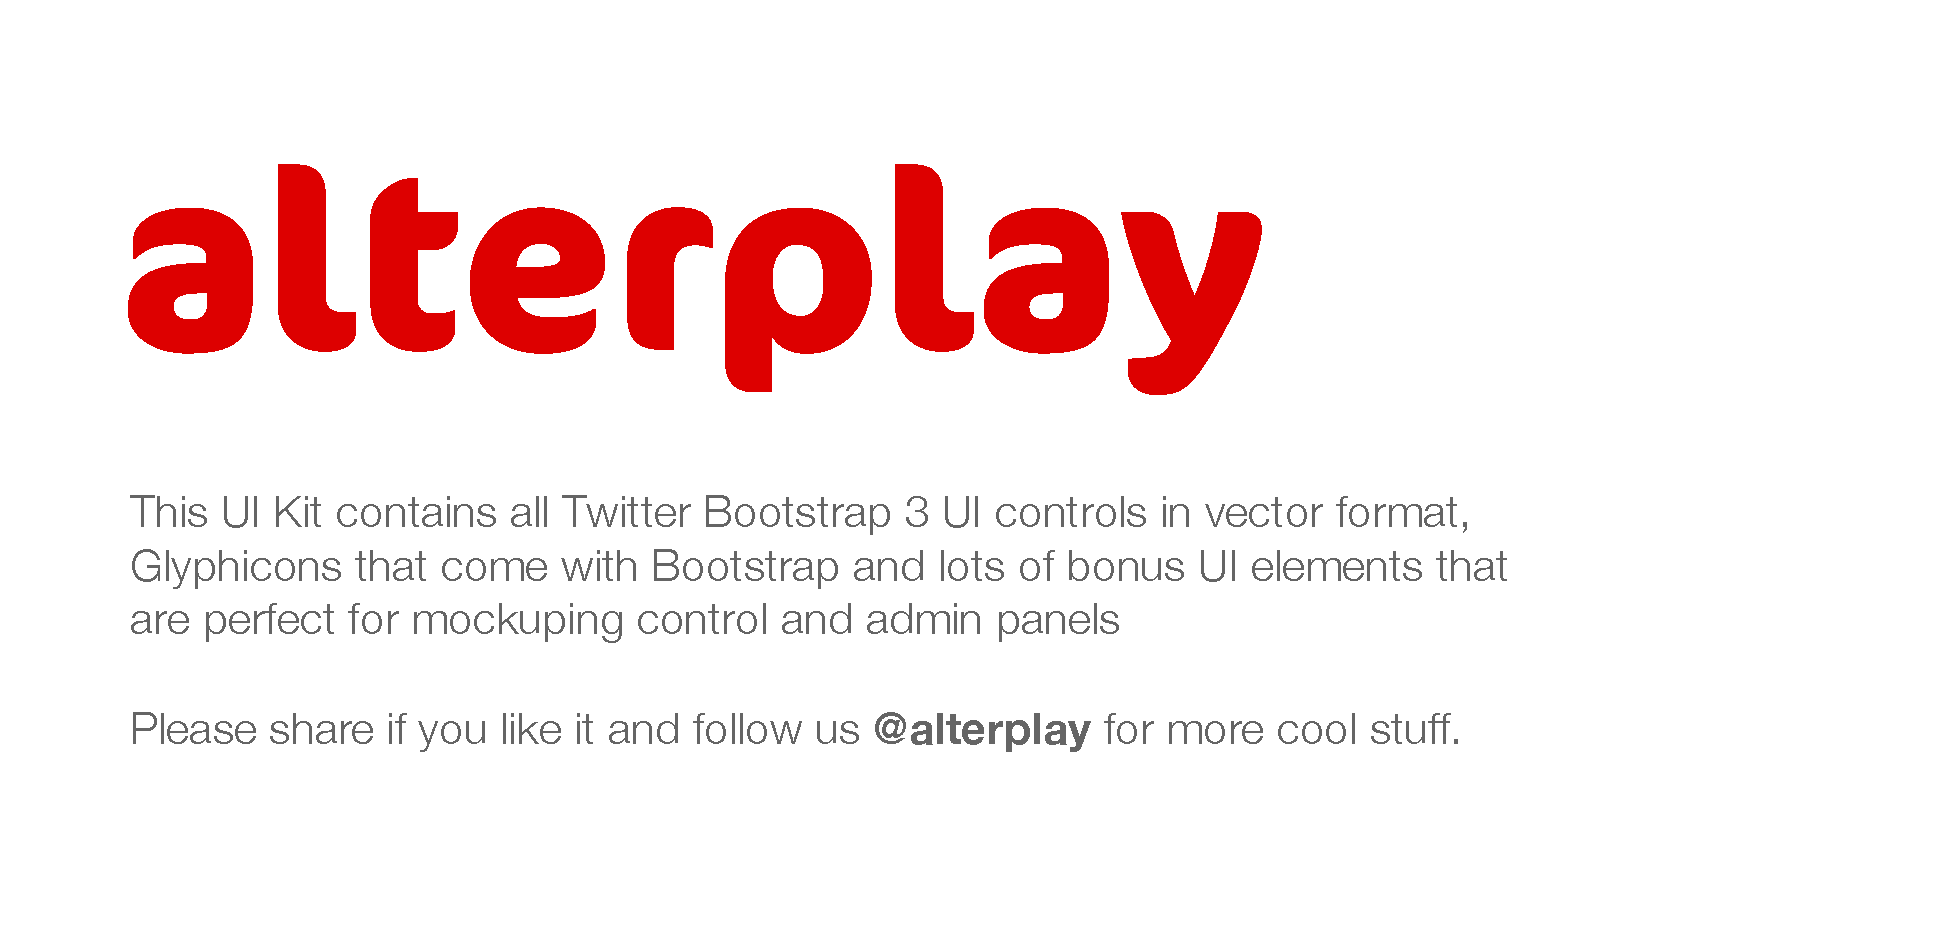 alterplay
This UI Kit contains all Twitter Bootstrap 3 UI controls in vector format,
Glyphicons that come with Bootstrap and lots of bonus UI elements that
are perfect for mockuping control and admin panels
Please share if you like it and follow us @alterplay for more cool stuff.